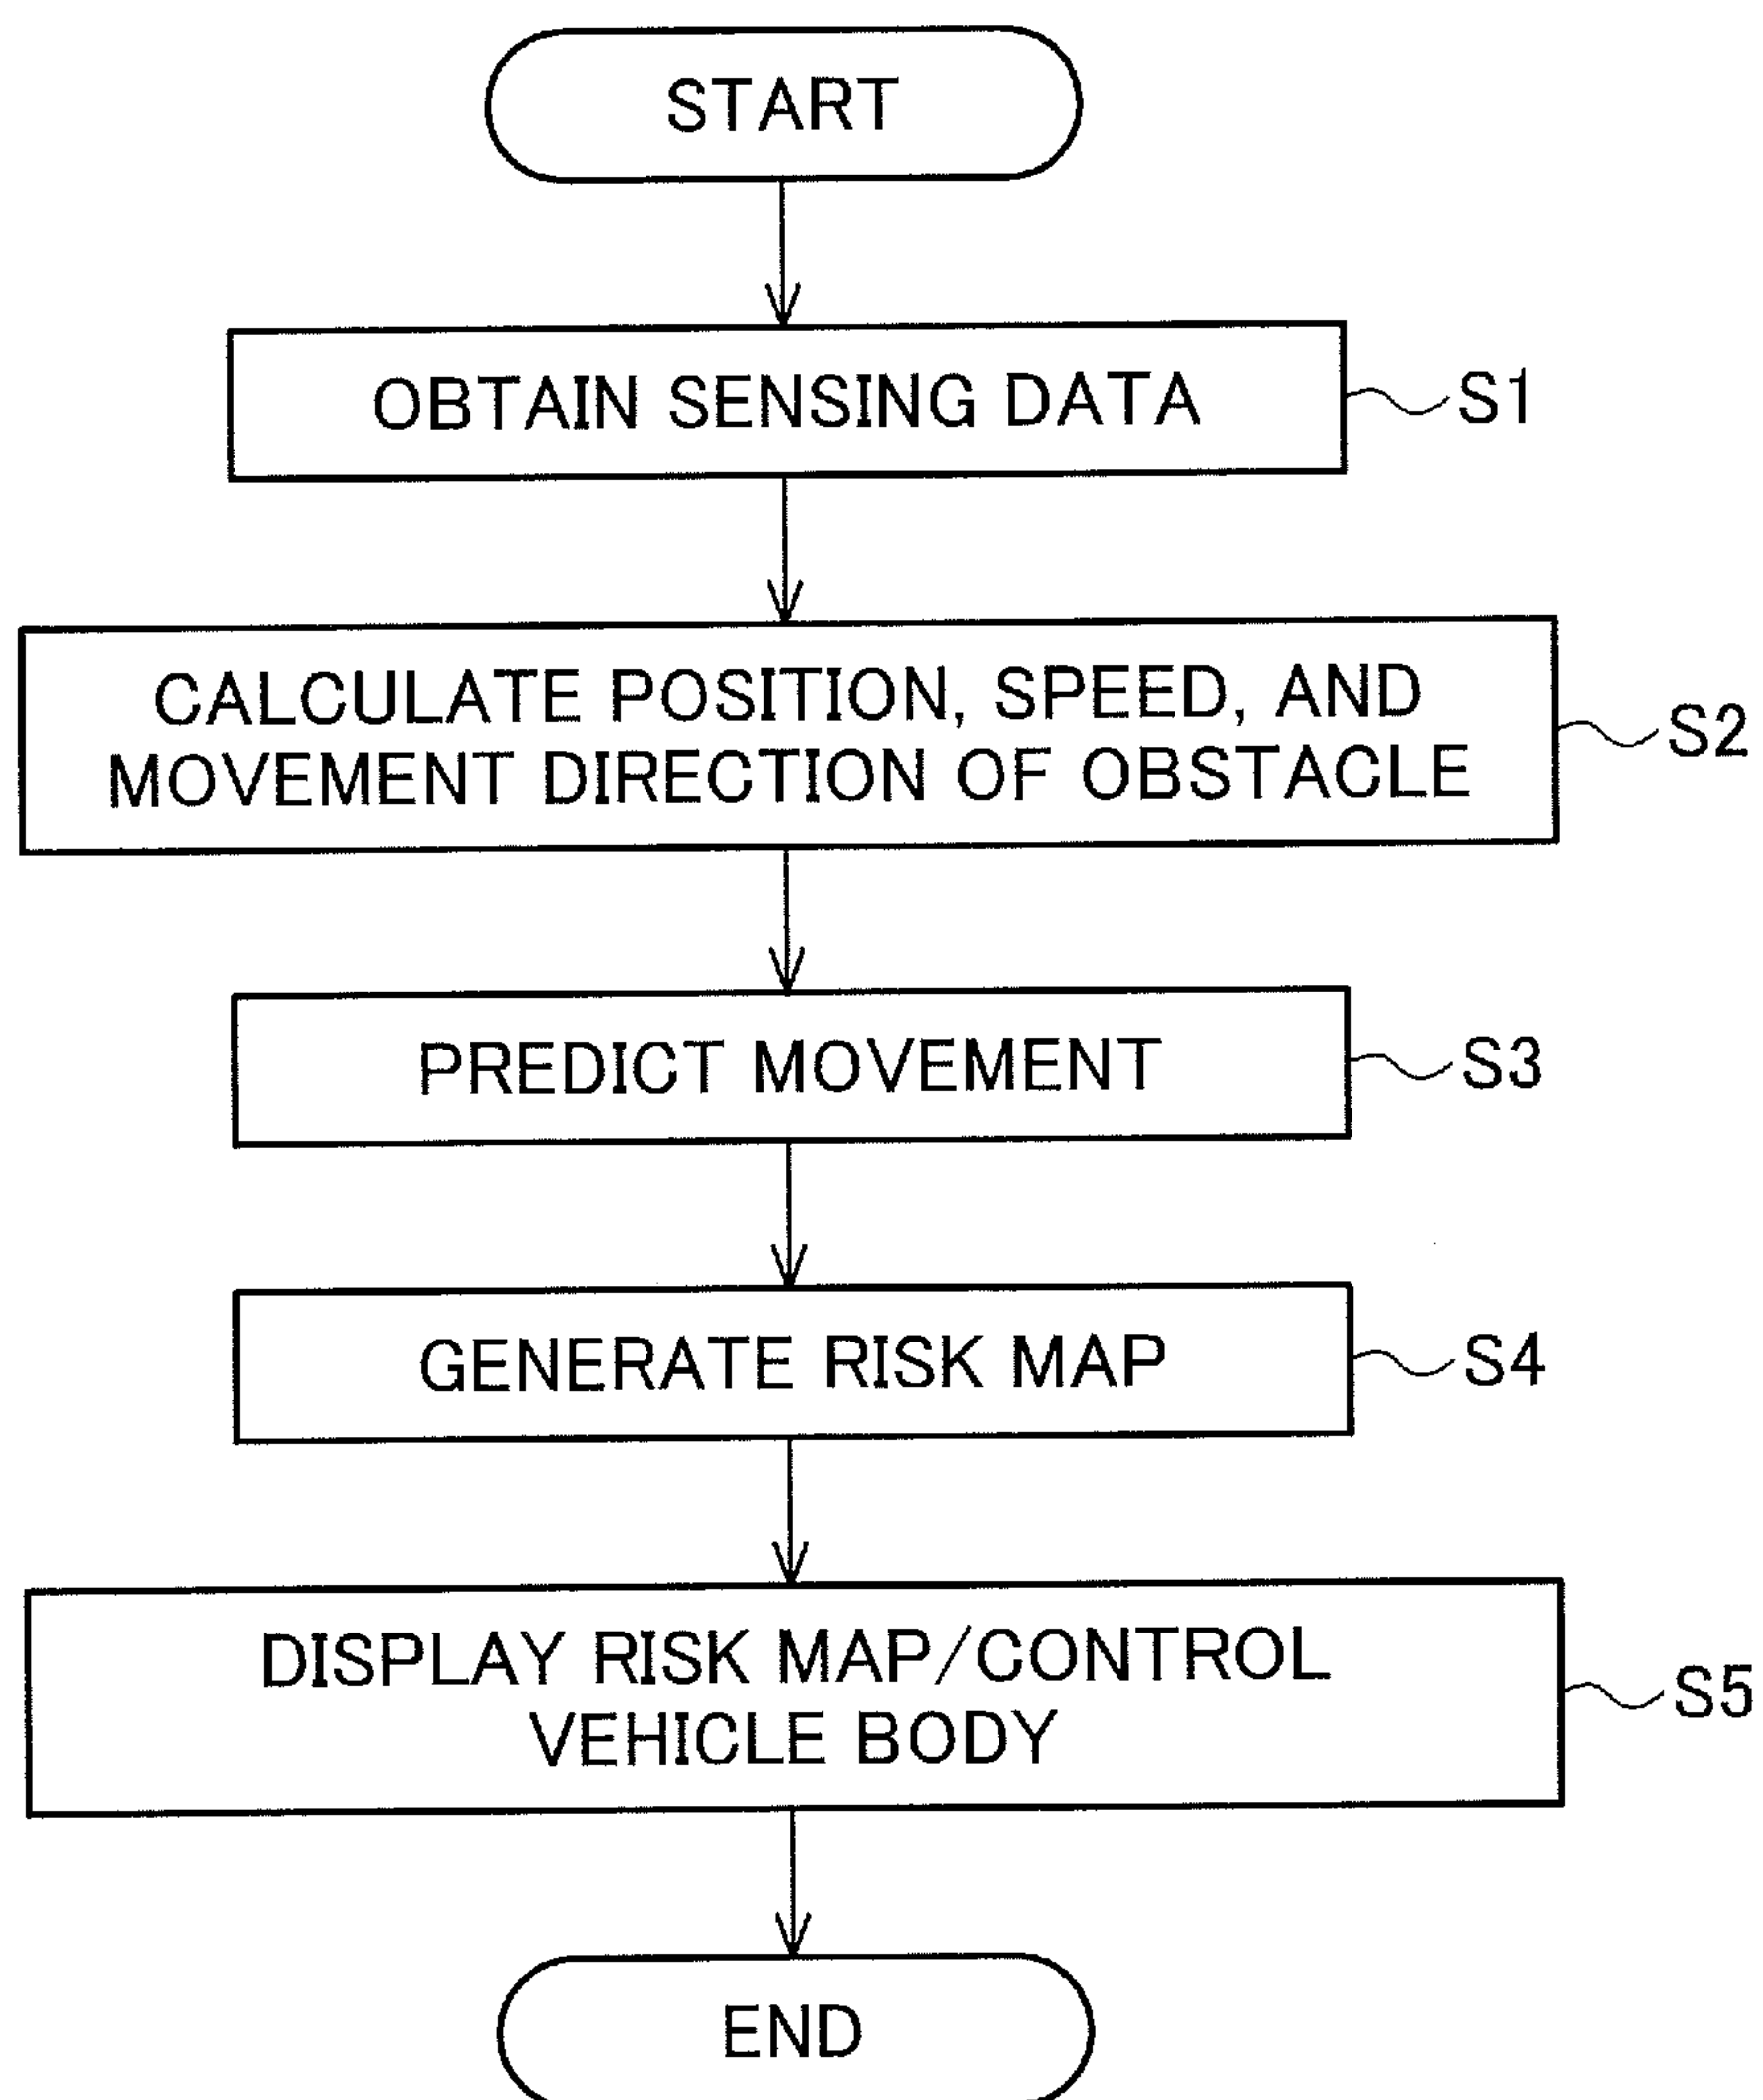 START
OBTAIN SENSING DATA
S1
CALCULATE POSITION, SPEED, AND
MOVEMENT DIRECTION OF OBSTACLE
S2
PREDICT MOVEMENT
S3
GENERATE RISK MAP
S4
DISPLAY RISK MAP/CONTROL
VEHICLE BODY
S5
END